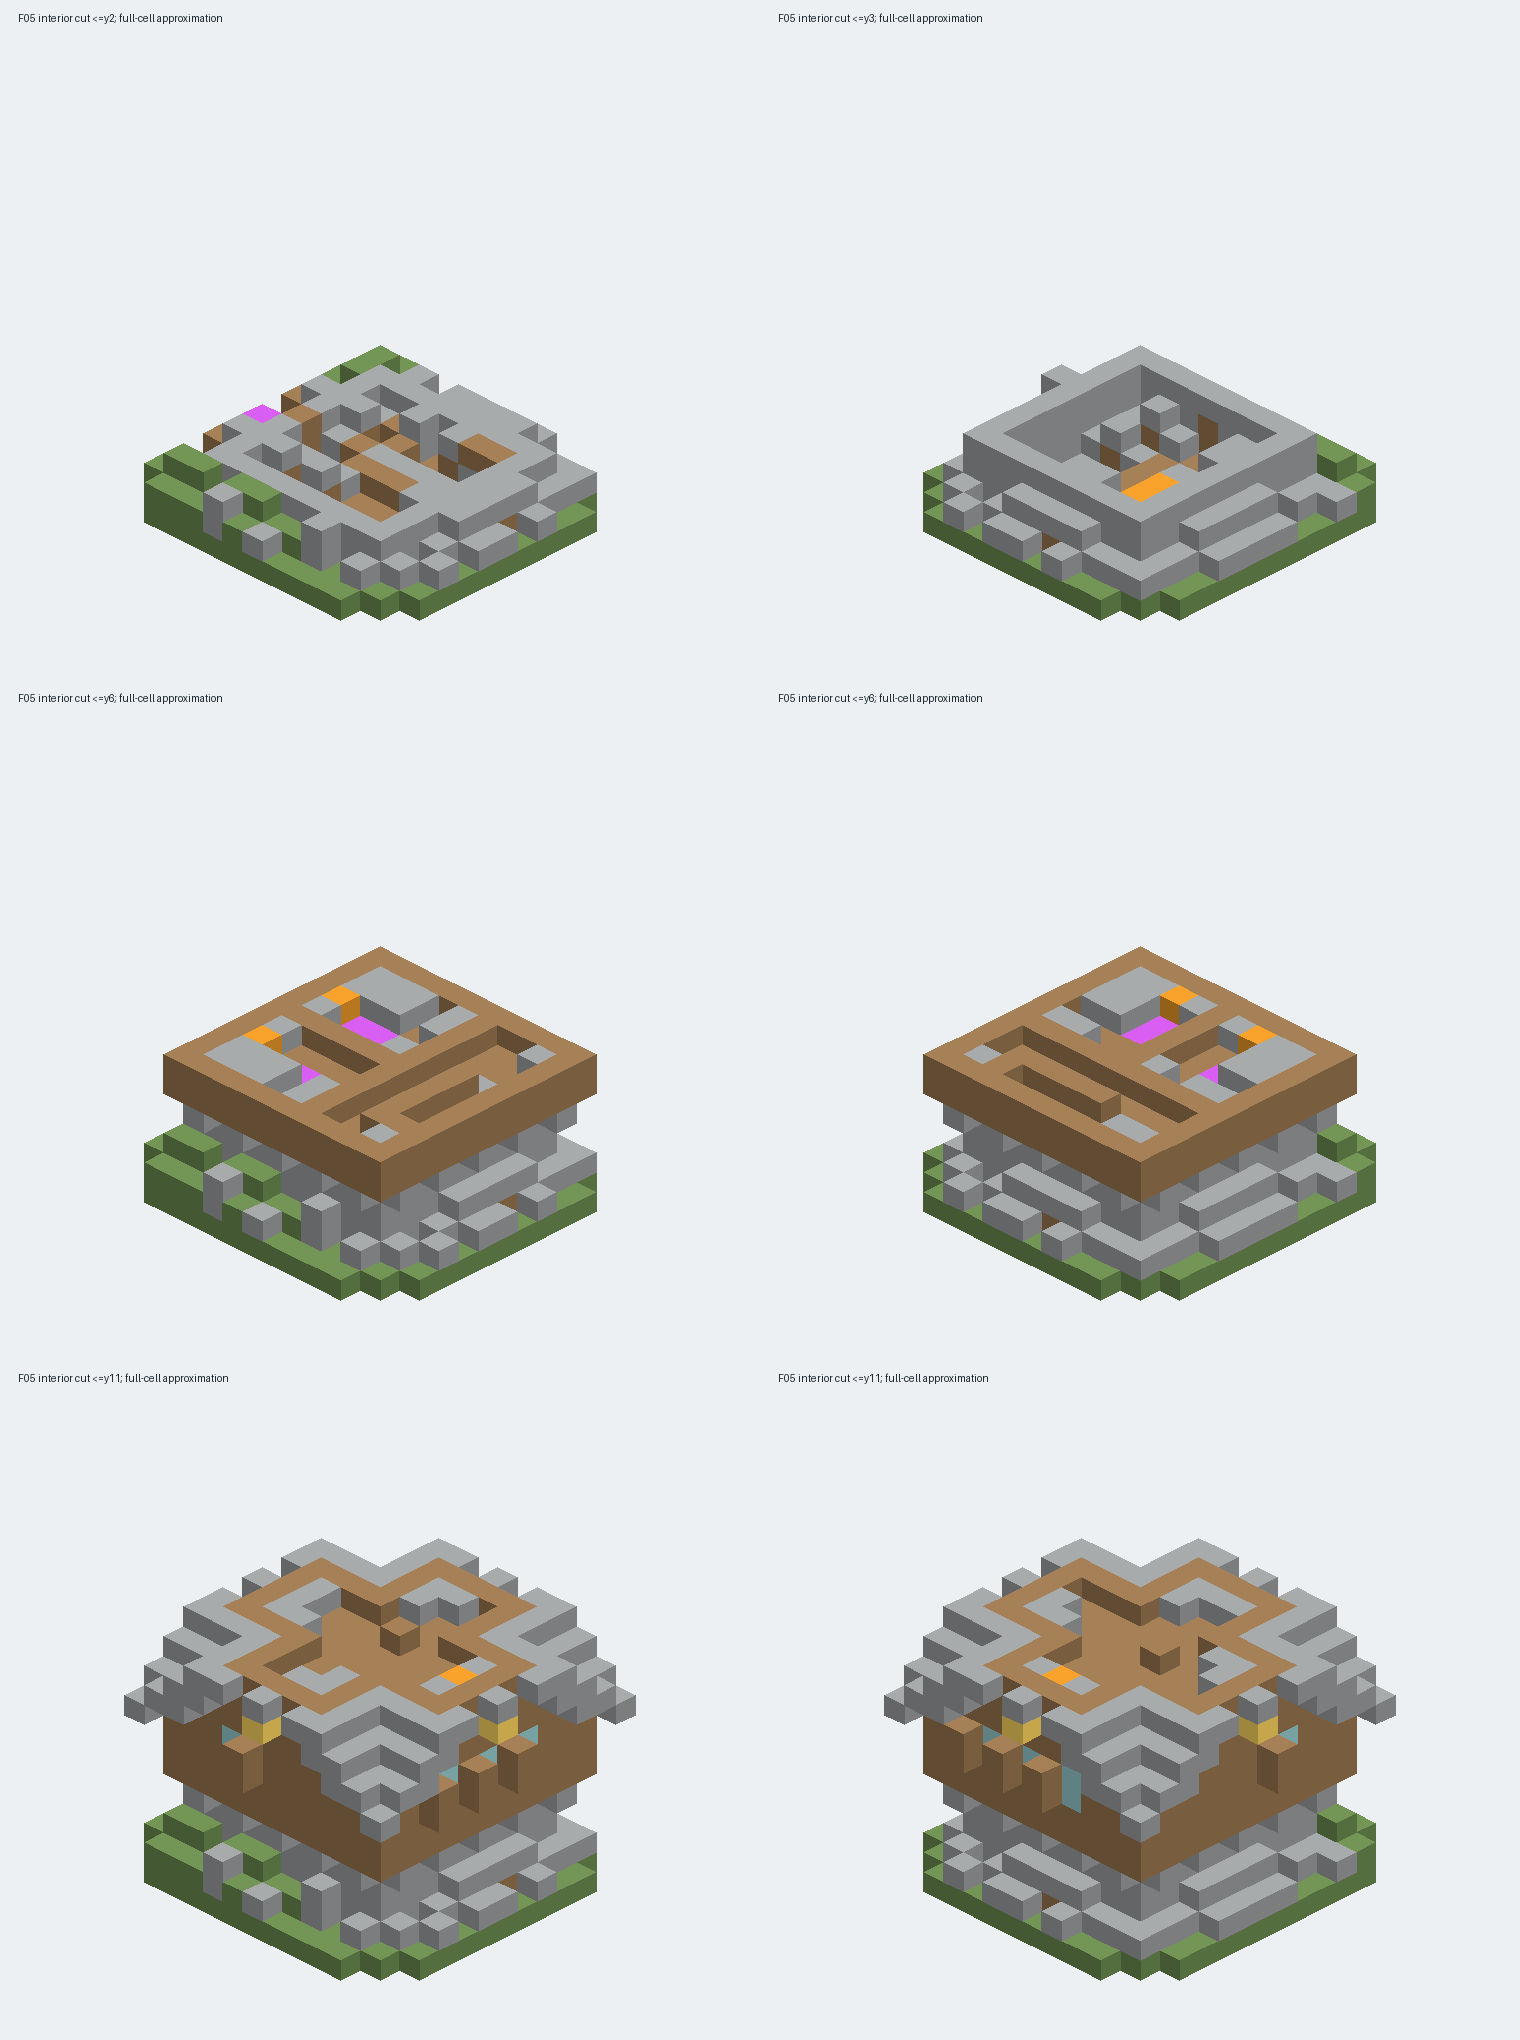 F05 interior cut <=y2; full-cell approximation
F05 interior cut <=y3; full-cell approximation
F05 interior cut <=y6; full-cell approximation
F05 interior cut <=y6; full-cell approximation
F05 interior cut <=y11; full-cell approximation
F05 interior cut <=y11; full-cell approximation